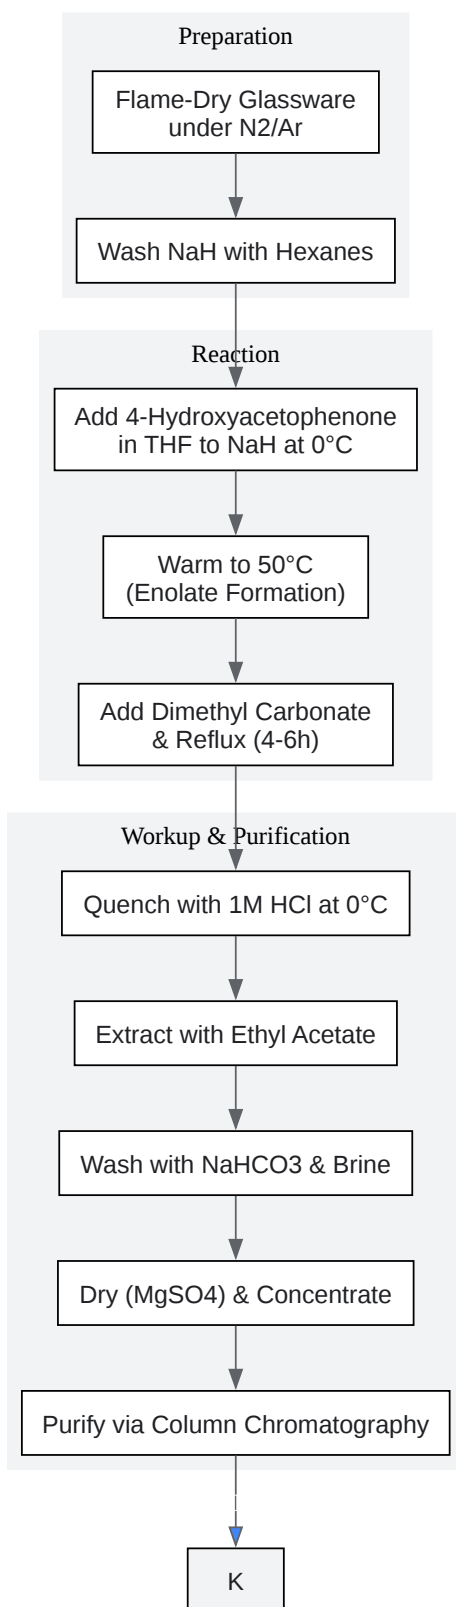 Preparation
Flame-Dry Glassware
under N2/Ar
Wash NaH with Hexanes
Reaction
Add 4-Hydroxyacetophenone
in THF to NaH at 0°C
Warm to 50°C
(Enolate Formation)
Add Dimethyl Carbonate
& Reflux (4-6h)
Workup & Purification
Quench with 1M HCl at 0°C
Extract with Ethyl Acetate
Wash with NaHCO3 & Brine
Dry (MgSO4) & Concentrate
Purify via Column Chromatography
K